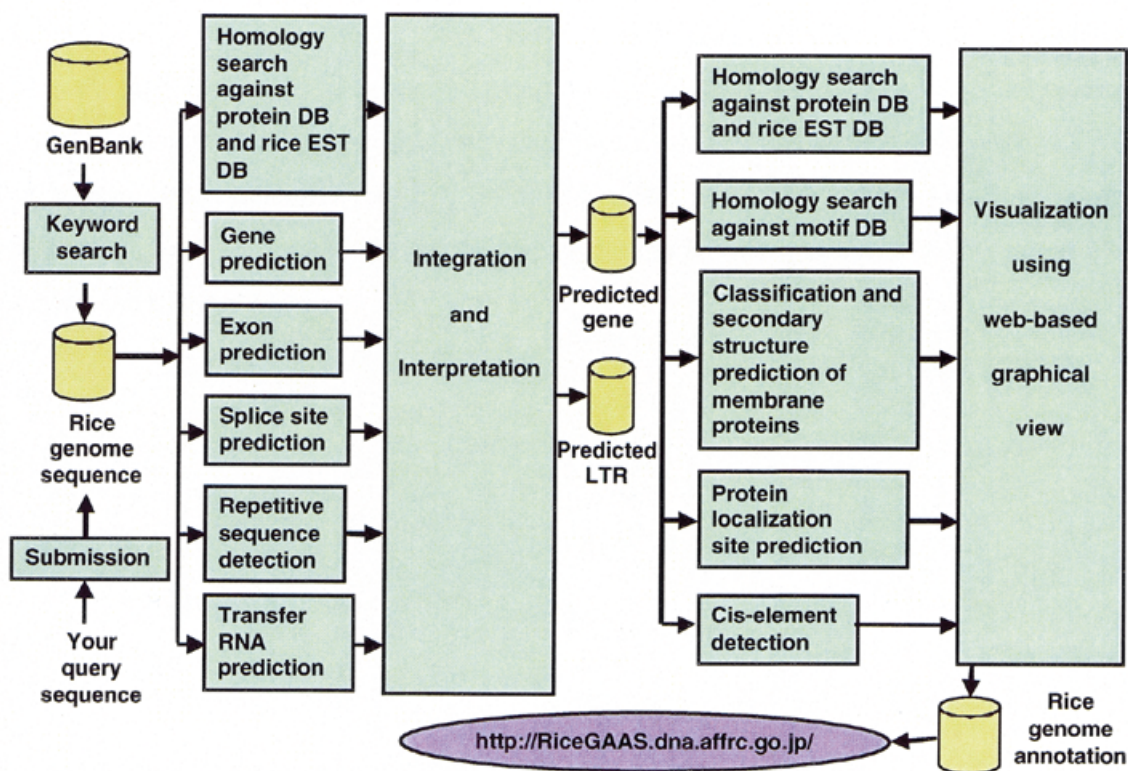 GenBank
Keyword
search
Rice
genome
sequence
Submission
Your
query
sequence
Homology
search
against
protein DB
and rice EST
DB
Gene
prediction
Exon
prediction
Splice site
prediction
Repetitive
sequence
detection
Transfer
RNA
prediction
Integration
and
Interpretation
Predicted
gene
Predicted
LTR
Homology search
against protein DB
and rice EST DB
Homology search
against motif DB
Classification and
secondary
structure
prediction of
membrane
proteins
Protein
localization
site prediction
Cis-element
detection
Visualization
using
web-based
graphical
view
Rice
genome
annotation
http://RiceGAAS.dna.affrc.go.jp/